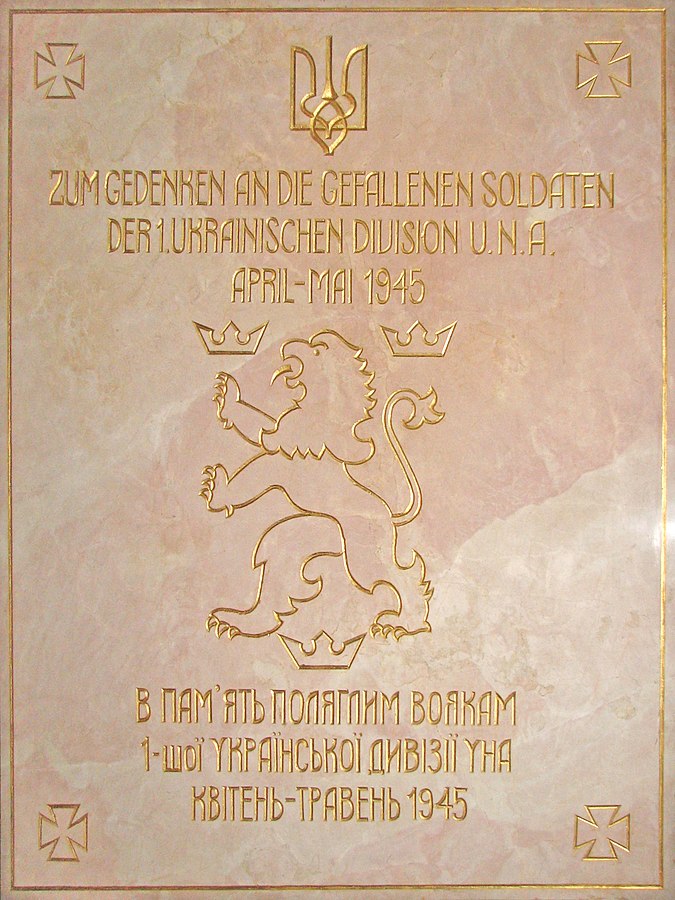 ZUM GEDENKEN AN DIE GEFALLENEN SOLDATEN
DER 1. UKRAINISCHEN DIVISION U.N.A.
APRIL-MAI 1945
В ПАМ'ЯТЬ ПОЛЯГЛИМ ВОЯКАМ
1-шої УКРАЇНСЬКОЇ ДИВІЗІЇ УНА
КВІТЕНЬ-ТРАВЕНЬ 1945